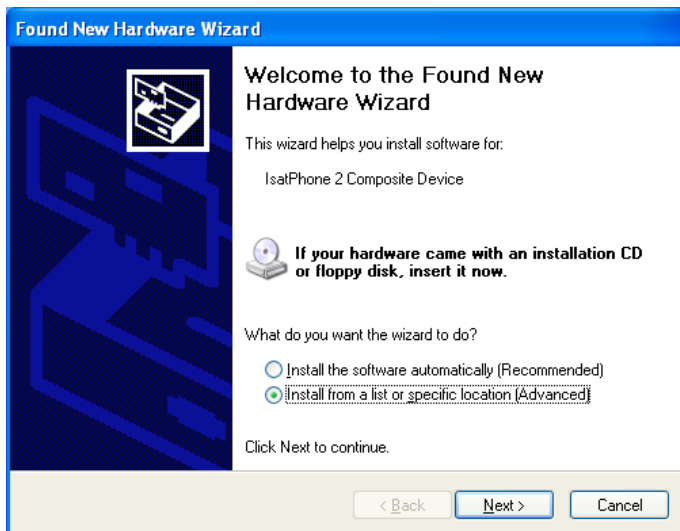 Found New Hardware Wizard
Welcome to the Found New
Hardware Wizard
This wizard helps you install software for:
IsatPhone 2 Composite Device
If your hardware came with an installation CD
or floppy disk, insert it now.
What do you want the wizard to do?
Install the software automatically (Recommended)
Install from a list or specific location (Advanced)
Click Next to continue.
< Back
Next >
Cancel